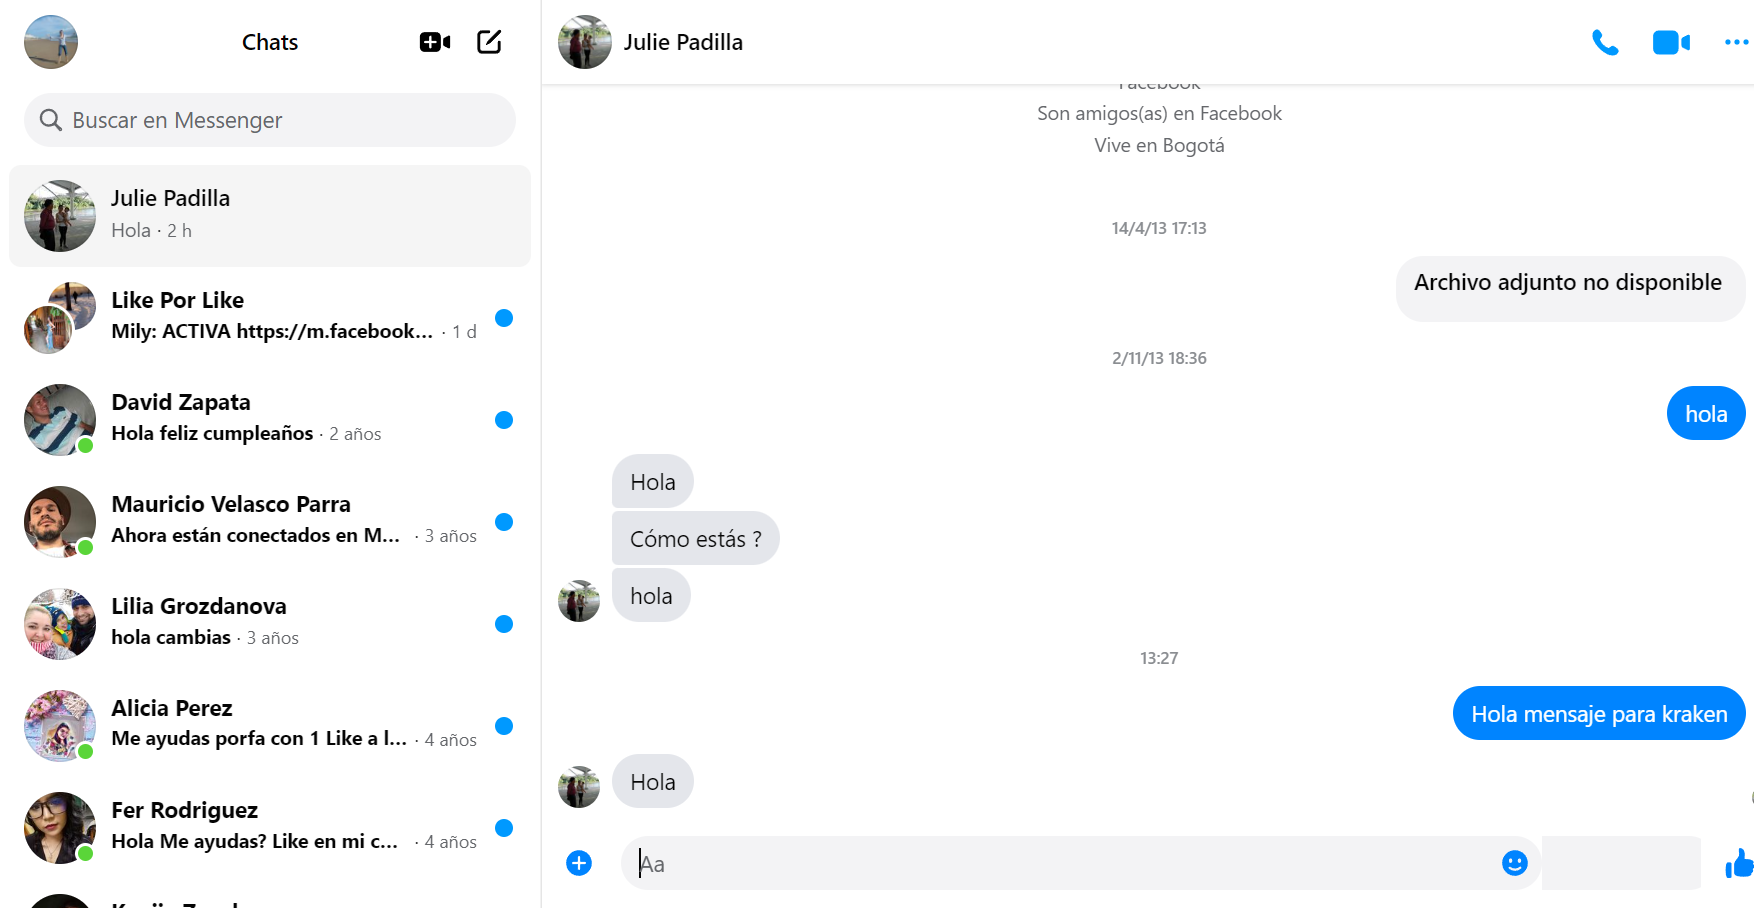 Chats
Buscar en Messenger
Julie Padilla
Hola · 2 h
Like Por Like
Mily: ACTIVA https://m.facebook... · 1 d
David Zapata
Hola feliz cumpleaños · 2 años
Mauricio Velasco Parra
Ahora están conectados en M... · 3 años
Lilia Grozdanova
hola cambias · 3 años
Alicia Perez
Me ayudas porfa con 1 Like a l... · 4 años
Fer Rodriguez
Hola Me ayudas? Like en mi c... · 4 años
Julie Padilla
Facebook
Son amigos(as) en Facebook
Vive en Bogotá
14/4/13 17:13
Archivo adjunto no disponible
2/11/13 18:36
hola
Hola
Cómo estás ?
hola
13:27
Hola mensaje para kraken
Hola
Aa